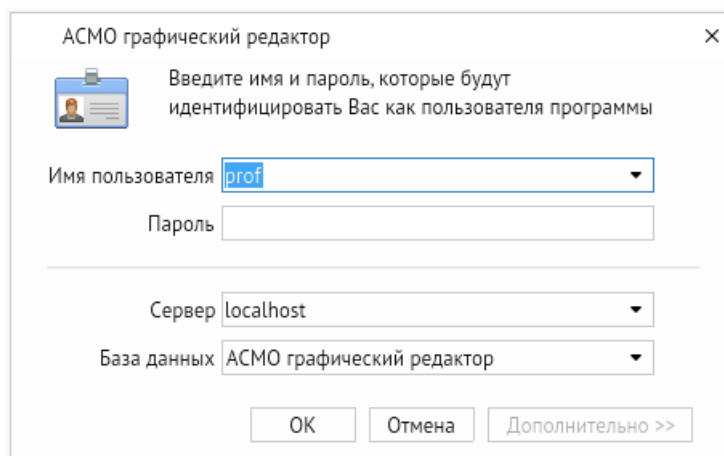 АСМО графический редактор
Введите имя и пароль, которые будут
идентифицировать Вас как пользователя программы
Имя пользователя prof
Пароль
Сервер localhost
База данных АСМО графический редактор
ОК Отмена Дополнительно >>